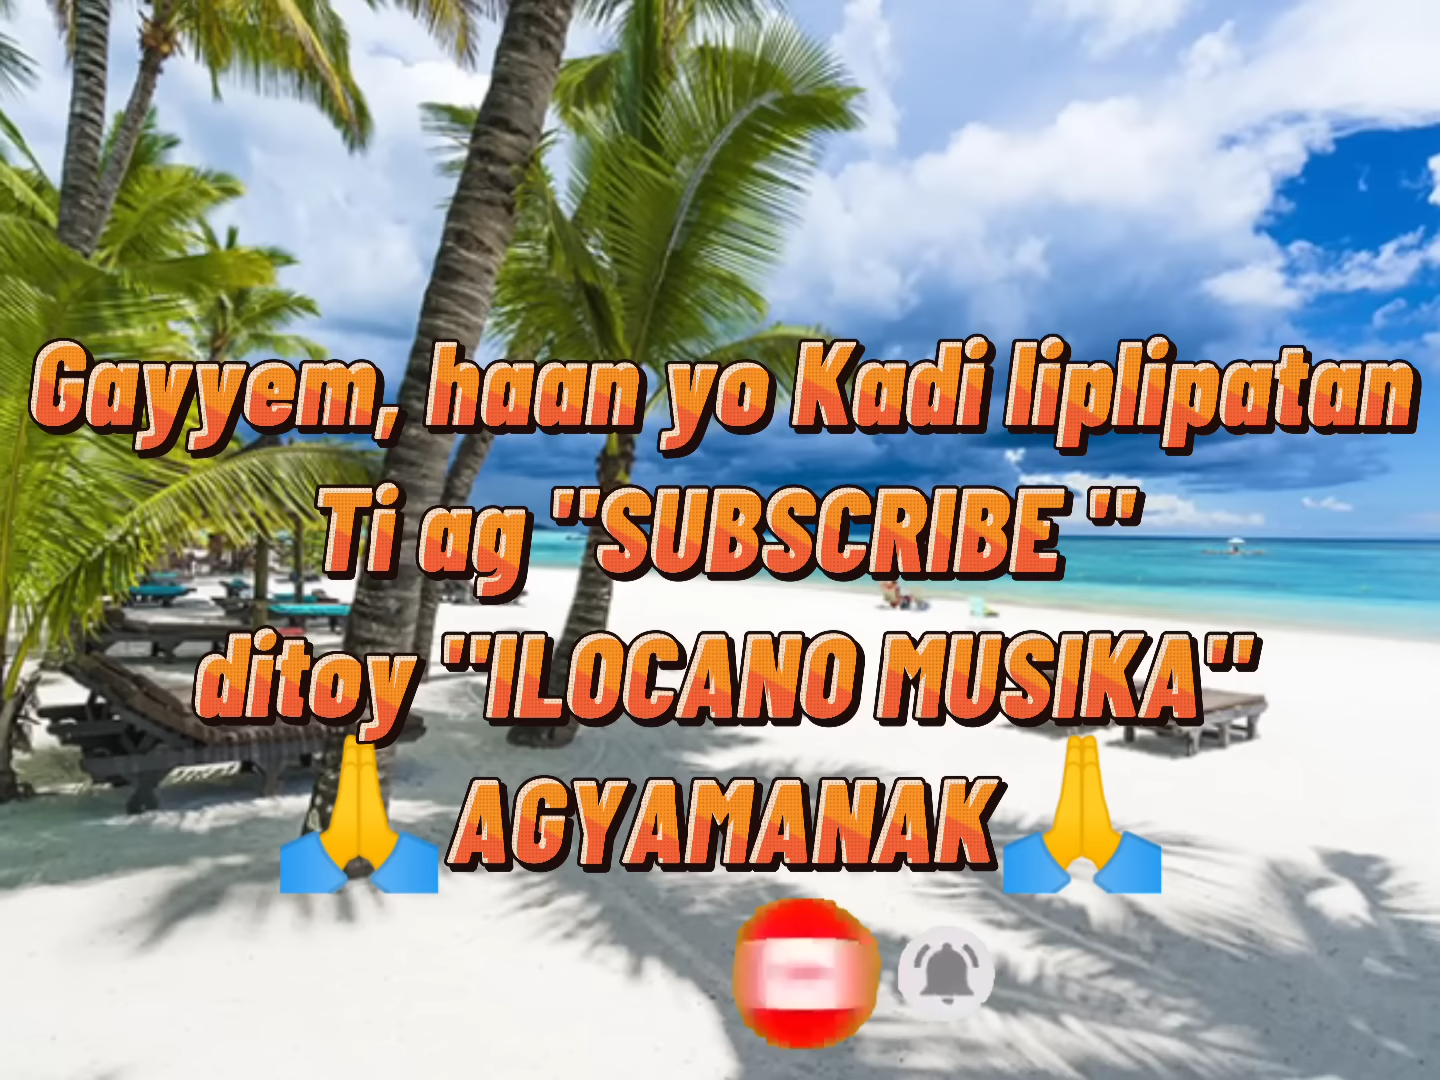 Gayyem, haan yo Kadi liplipatan
Ti ag "SUBSCRIBE "
ditoy "ILOCANO MUSIKA"
🙏AGYAMANAK🙏